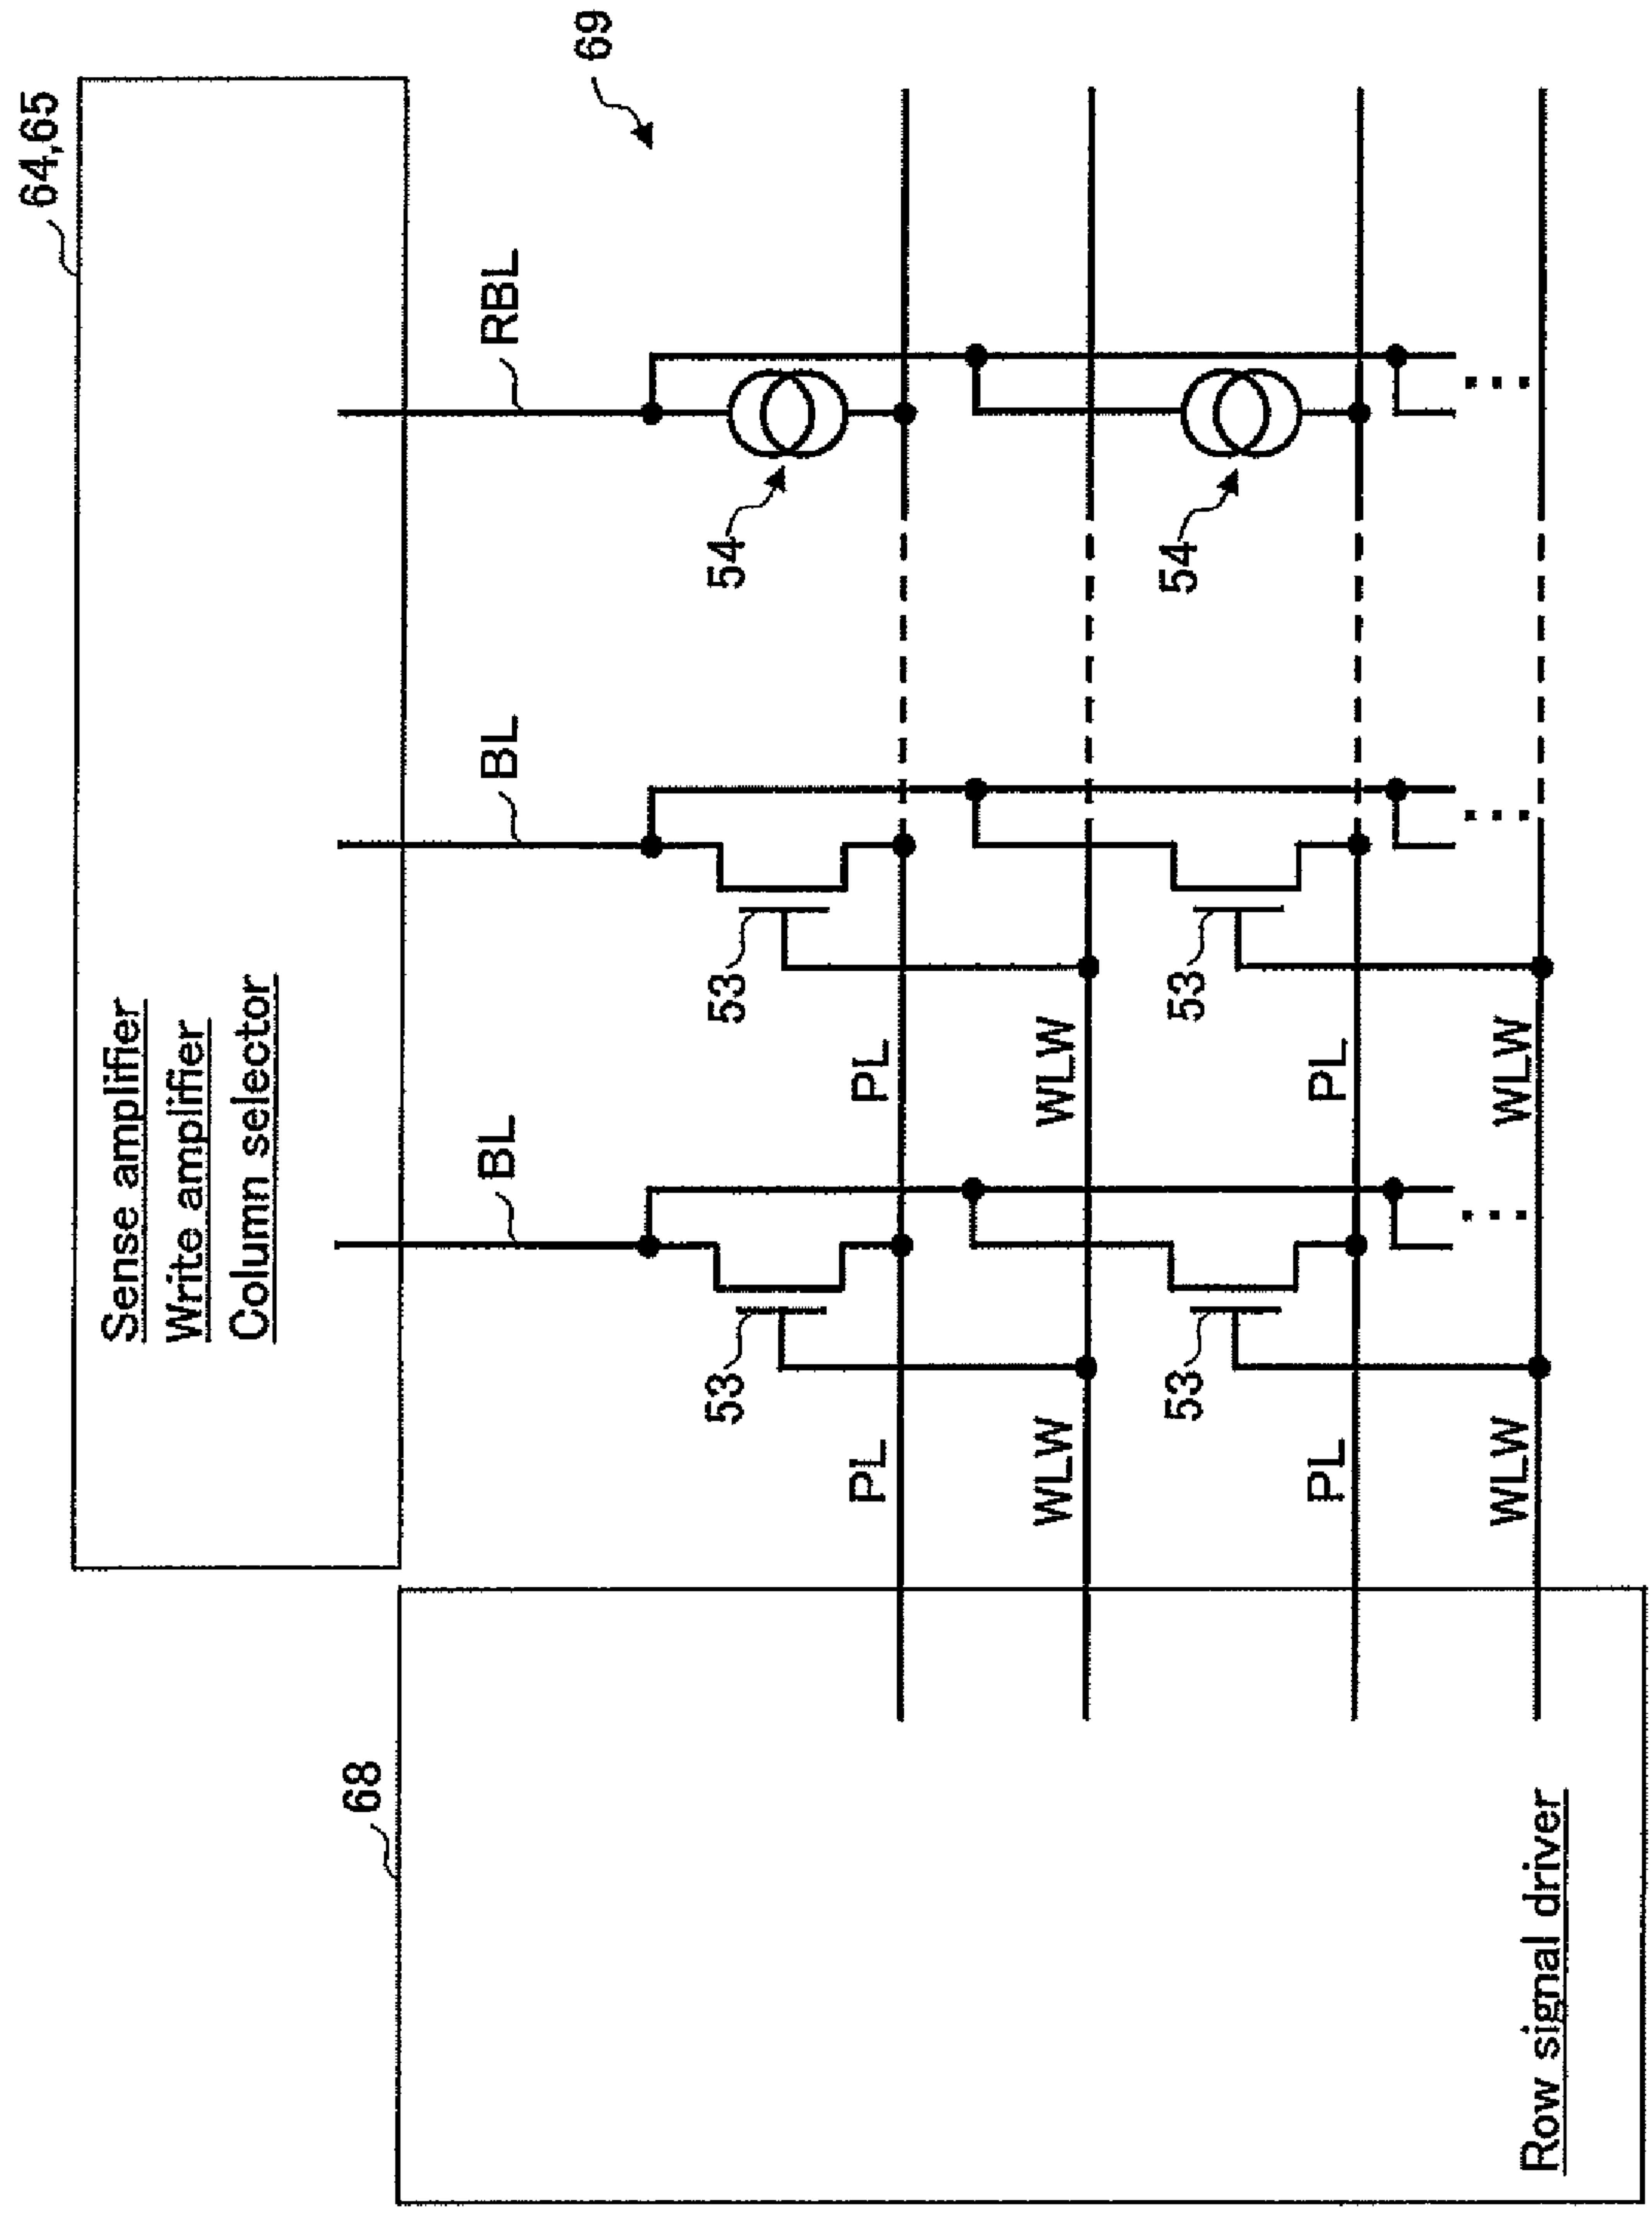 64,65
Sense amplifier
Write amplifier
Column selector
68
BL
BL
RBL
69
53
53
54
PL
PL
WLW
WLW
53
53
54
PL
PL
WLW
WLW
Row signal driver